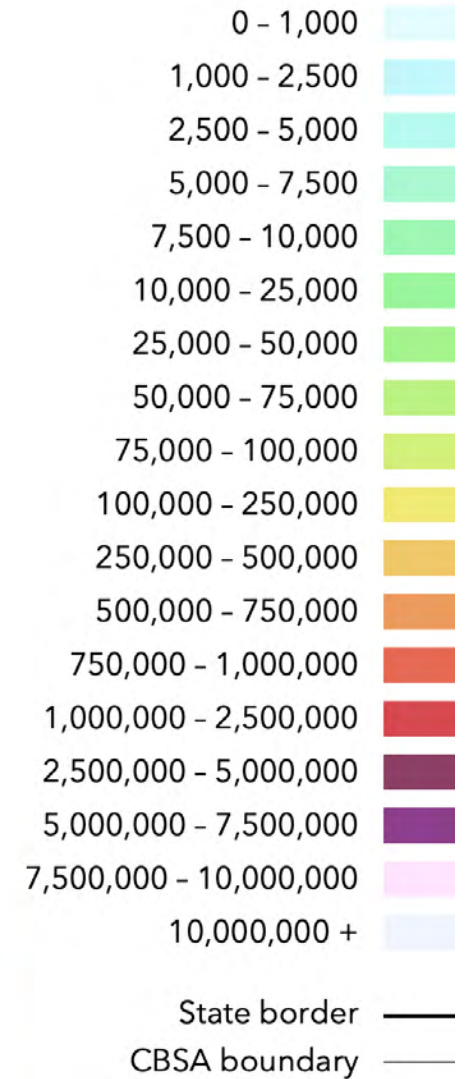 0 – 1,000
1,000 – 2,500
2,500 – 5,000
5,000 – 7,500
7,500 – 10,000
10,000 – 25,000
25,000 – 50,000
50,000 – 75,000
75,000 – 100,000
100,000 – 250,000
250,000 – 500,000
500,000 – 750,000
750,000 – 1,000,000
1,000,000 – 2,500,000
2,500,000 – 5,000,000
5,000,000 – 7,500,000
7,500,000 – 10,000,000
10,000,000 +
State border
CBSA boundary